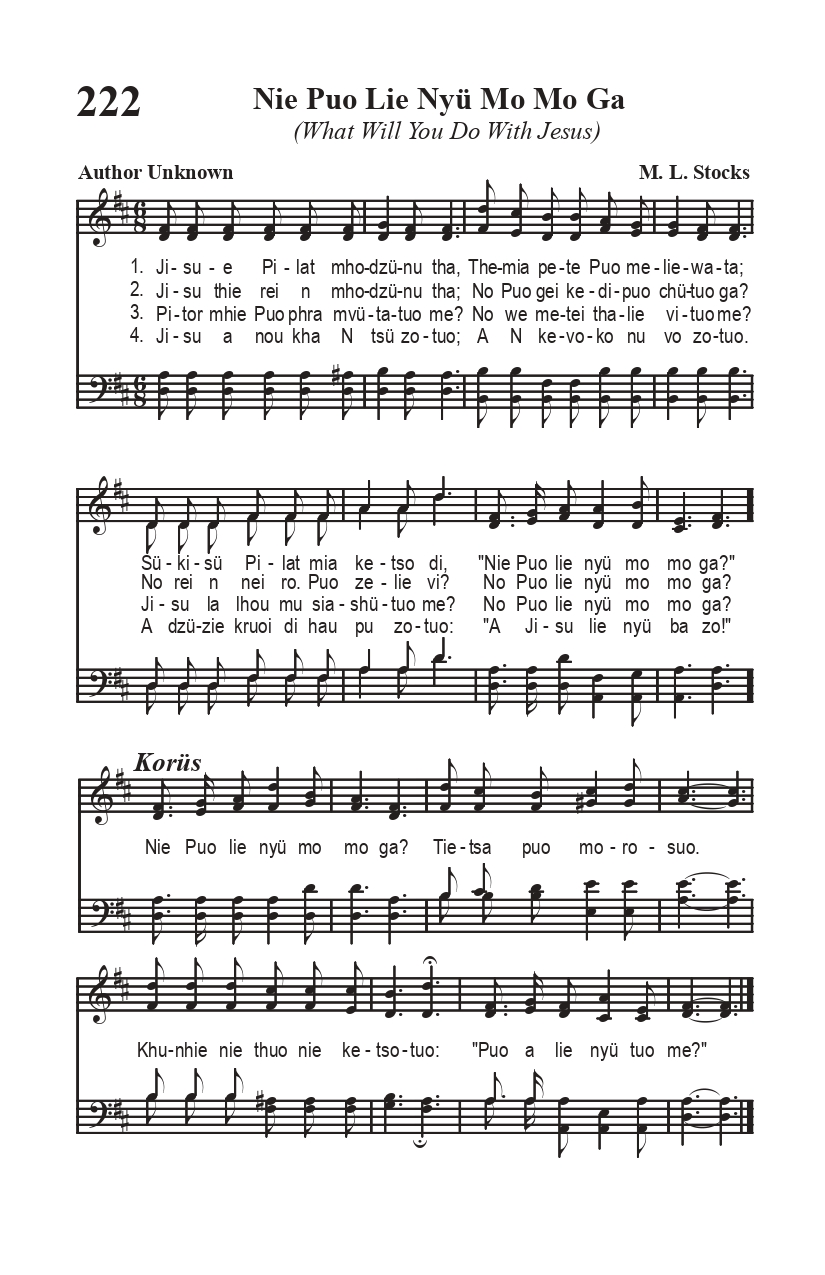 222
Nie Puo Lie Nyü Mo Mo Ga
(What Will You Do With Jesus)
Author Unknown M. L. Stocks
1. Ji - su - e Pi - lat mho-dzü-nu tha, The-mia pe-te Puo me-lie-wa-ta;
2. Ji-su thie rei n mho-dzü-nu tha; No Puo gei ke-di-puo chü-tuo ga?
3. Pi-tor mhie Puo phra mvü-ta-tuo me? No we me-tei tha-lie vi-tuo me?
4. Ji-su a nou kha N tsü zo-tuo; A N ke-vo-ko nu vo zo-tuo.
Sü - ki - sü Pi - lat mia ke - tso di, "Nie Puo lie nyü mo mo ga?"
No rei n nei ro. Puo ze - lie vi? No Puo lie nyü mo mo ga?
Ji - su la lhou mu sia - shü - tuo me? No Puo lie nyü mo mo ga?
A dzü-zie kruoi di hau pu zo-tuo: "A Ji - su lie nyü ba zo!"
Korüs
Nie Puo lie nyü mo mo ga? Tie-tsa puo mo - ro - suo.
Khu-nhie nie thuo nie ke - tso-tuo: "Puo a lie nyü tuo me?"